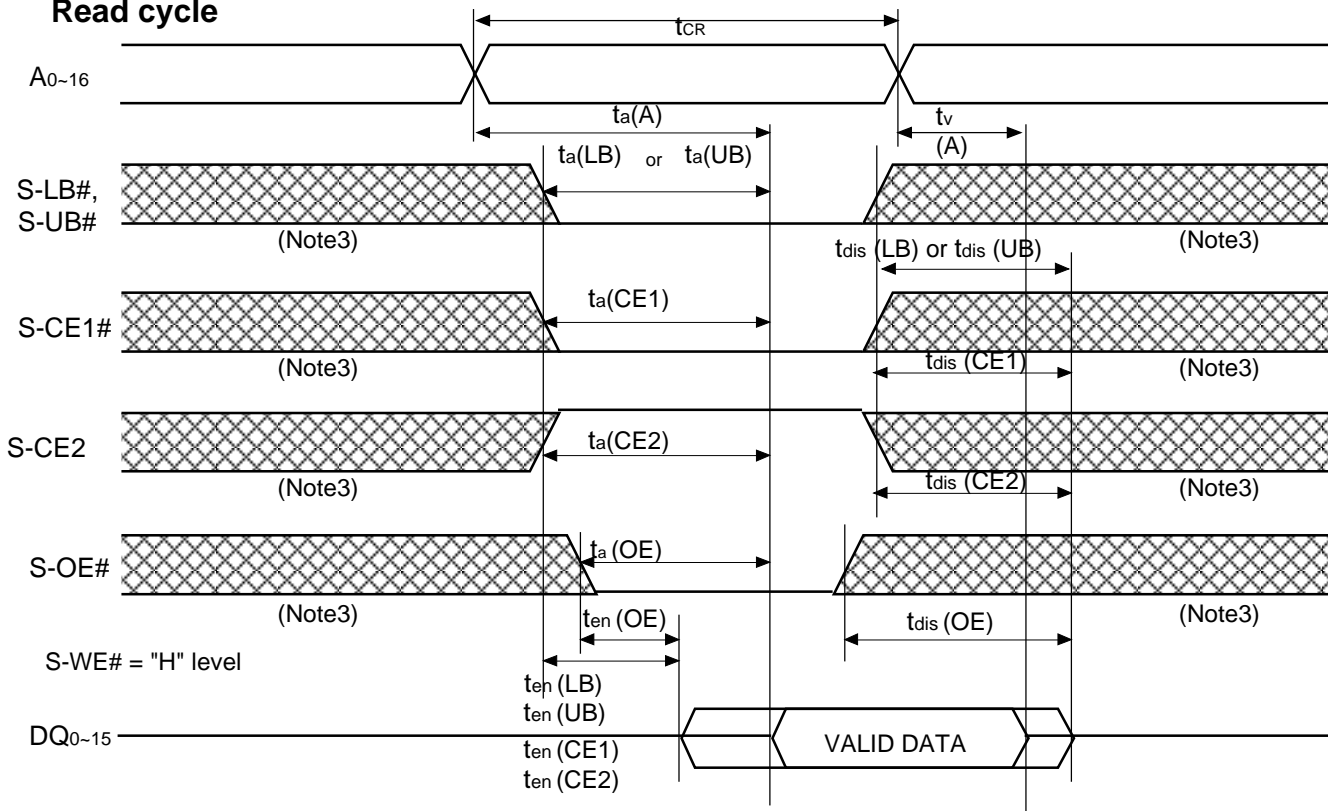 Read cycle
tCR
A0~16
ta(A)
tv
(A)
ta(LB) or ta(UB)
S-LB#,
S-UB#
(Note3)
(Note3)
tdis (LB) or tdis (UB)
S-CE1#
ta(CE1)
(Note3)
tdis (CE1)
(Note3)
S-CE2
ta(CE2)
(Note3)
tdis (CE2)
(Note3)
S-OE#
ta (OE)
(Note3)
ten (OE)
tdis (OE)
(Note3)
S-WE# = "H" level
ten (LB)
ten (UB)
DQ0~15
VALID DATA
ten (CE1)
ten (CE2)